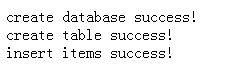 create database success!
create table success!
insert items success!